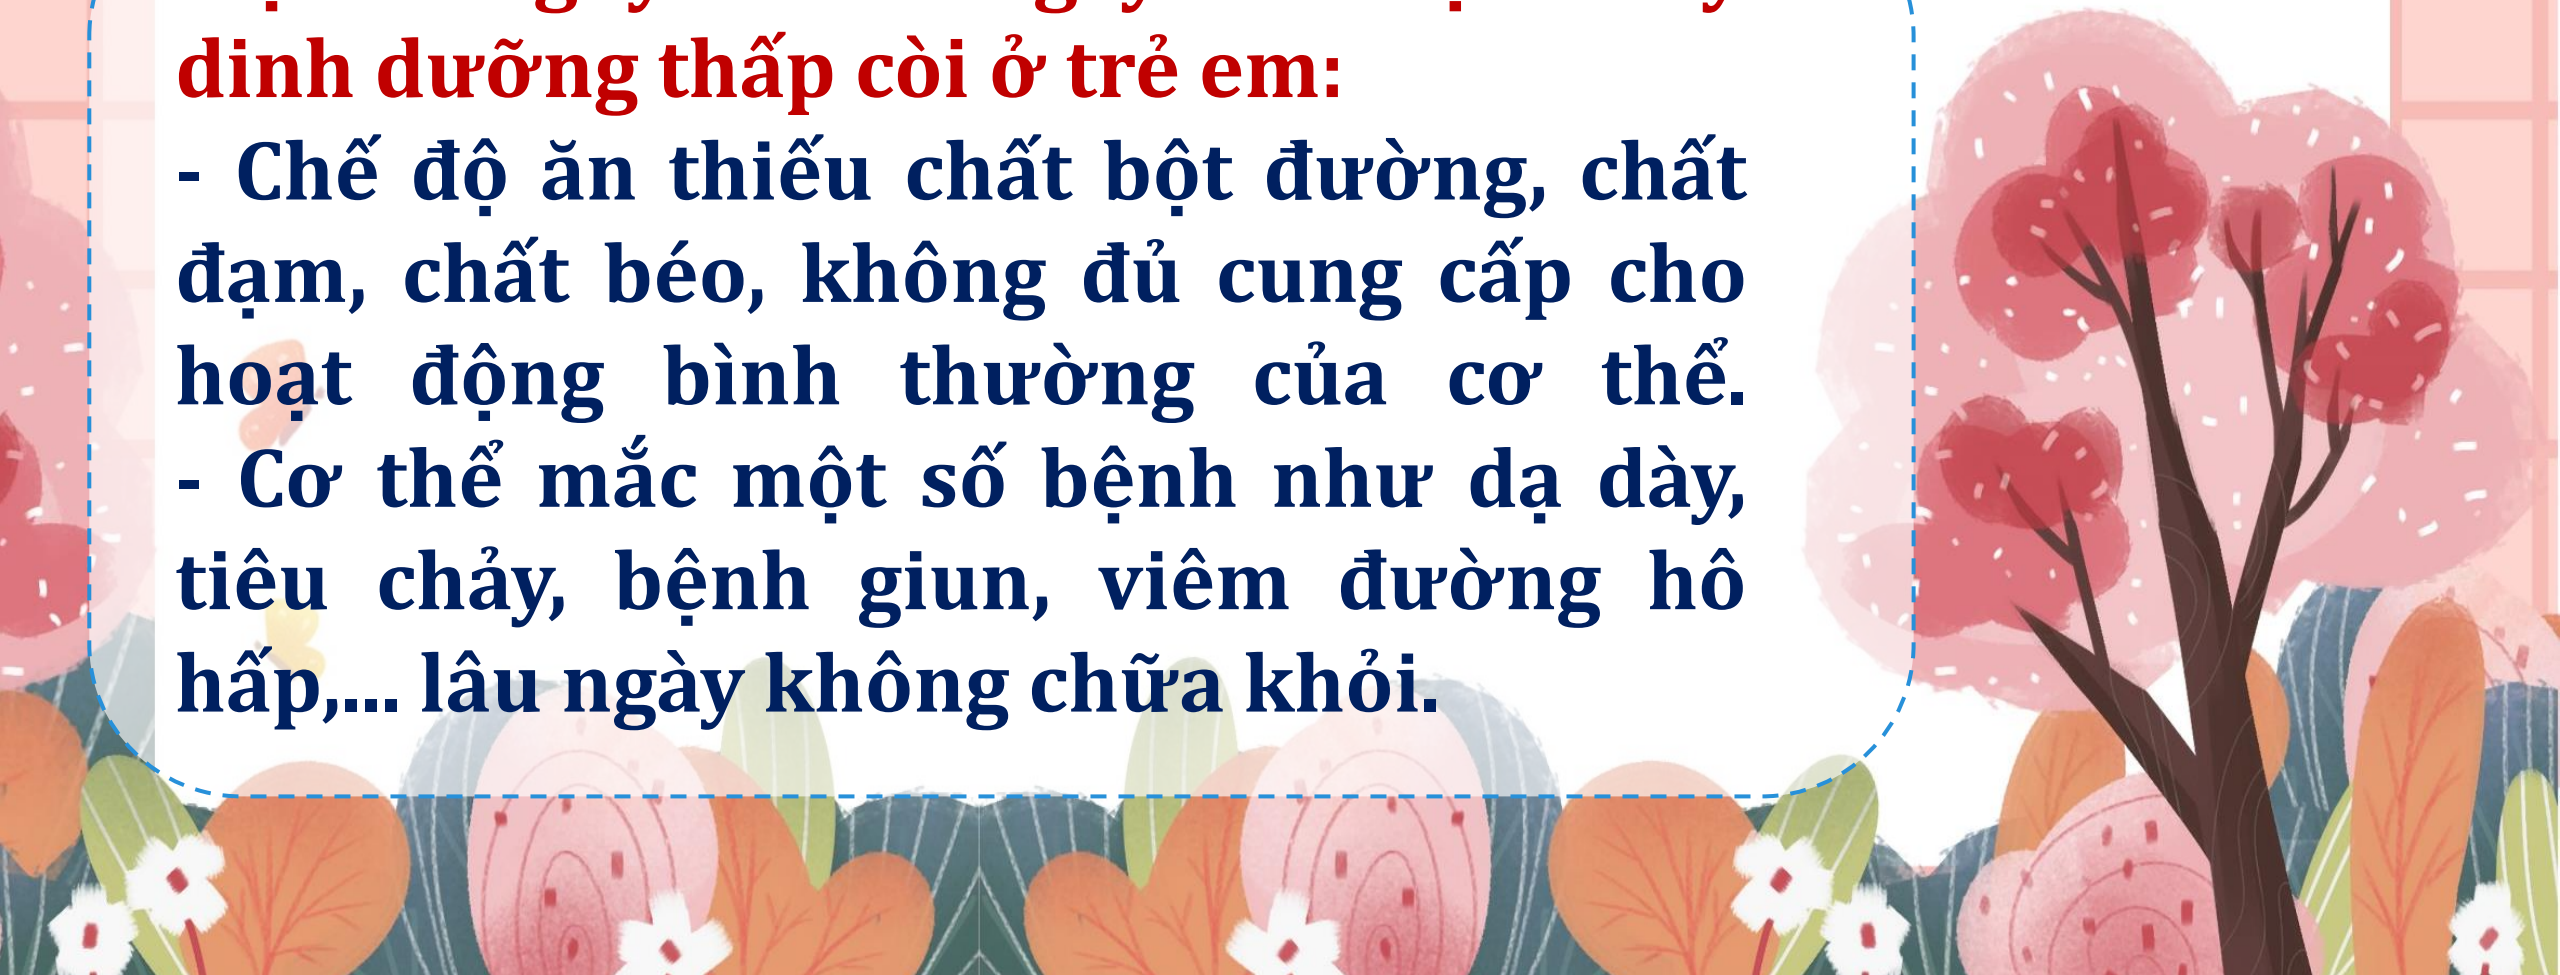 dinh dưỡng thấp còi ở trẻ em:
- Chế độ ăn thiếu chất bột đường, chất
đạm, chất béo, không đủ cung cấp cho
hoạt động bình thường của cơ thể.
- Cơ thể mắc một số bệnh như dạ dày,
tiêu chảy, bệnh giun, viêm đường hô
hấp,... lâu ngày không chữa khỏi.